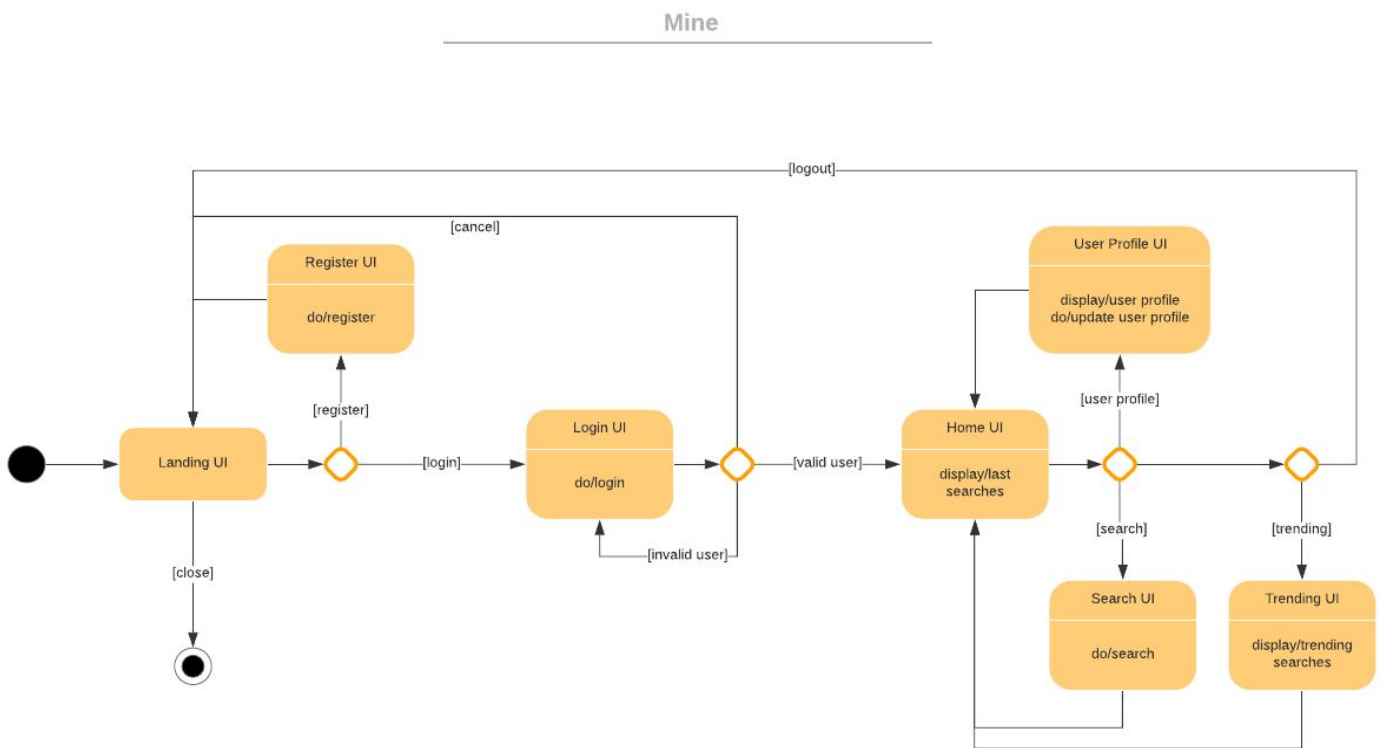 Mine
[logout]
[cancel]
Register UI
do/register
User Profile UI
display/user profile
do/update user profile
[register]
[user profile]
Landing UI
[login]
Login UI
do/login
[valid user]
Home UI
display/last
searches
[invalid user]
[search]
[trending]
[close]
Search UI
do/search
Trending UI
display/trending
searches